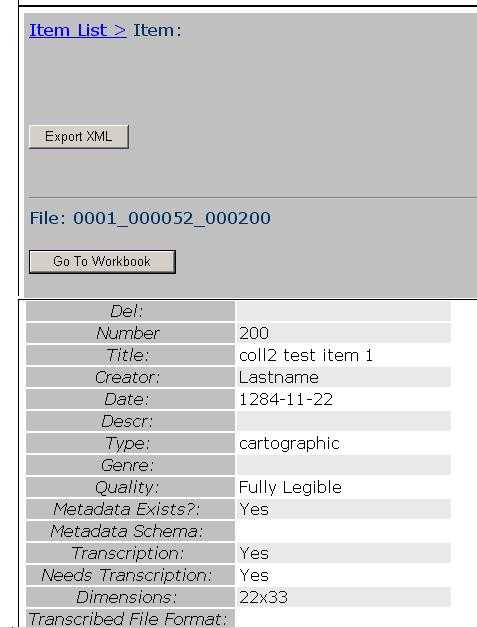 Item List > Item:
Export XML
File: 0001_000052_000200
Go To Workbook
Del:
Number 200
Title: coll2 test item 1
Creator: Lastname
Date: 1284-11-22
Descr:
Type: cartographic
Genre:
Quality: Fully Legible
Metadata Exists?: Yes
Metadata Schema:
Transcription: Yes
Needs Transcription: Yes
Dimensions: 22x33
Transcribed File Format: